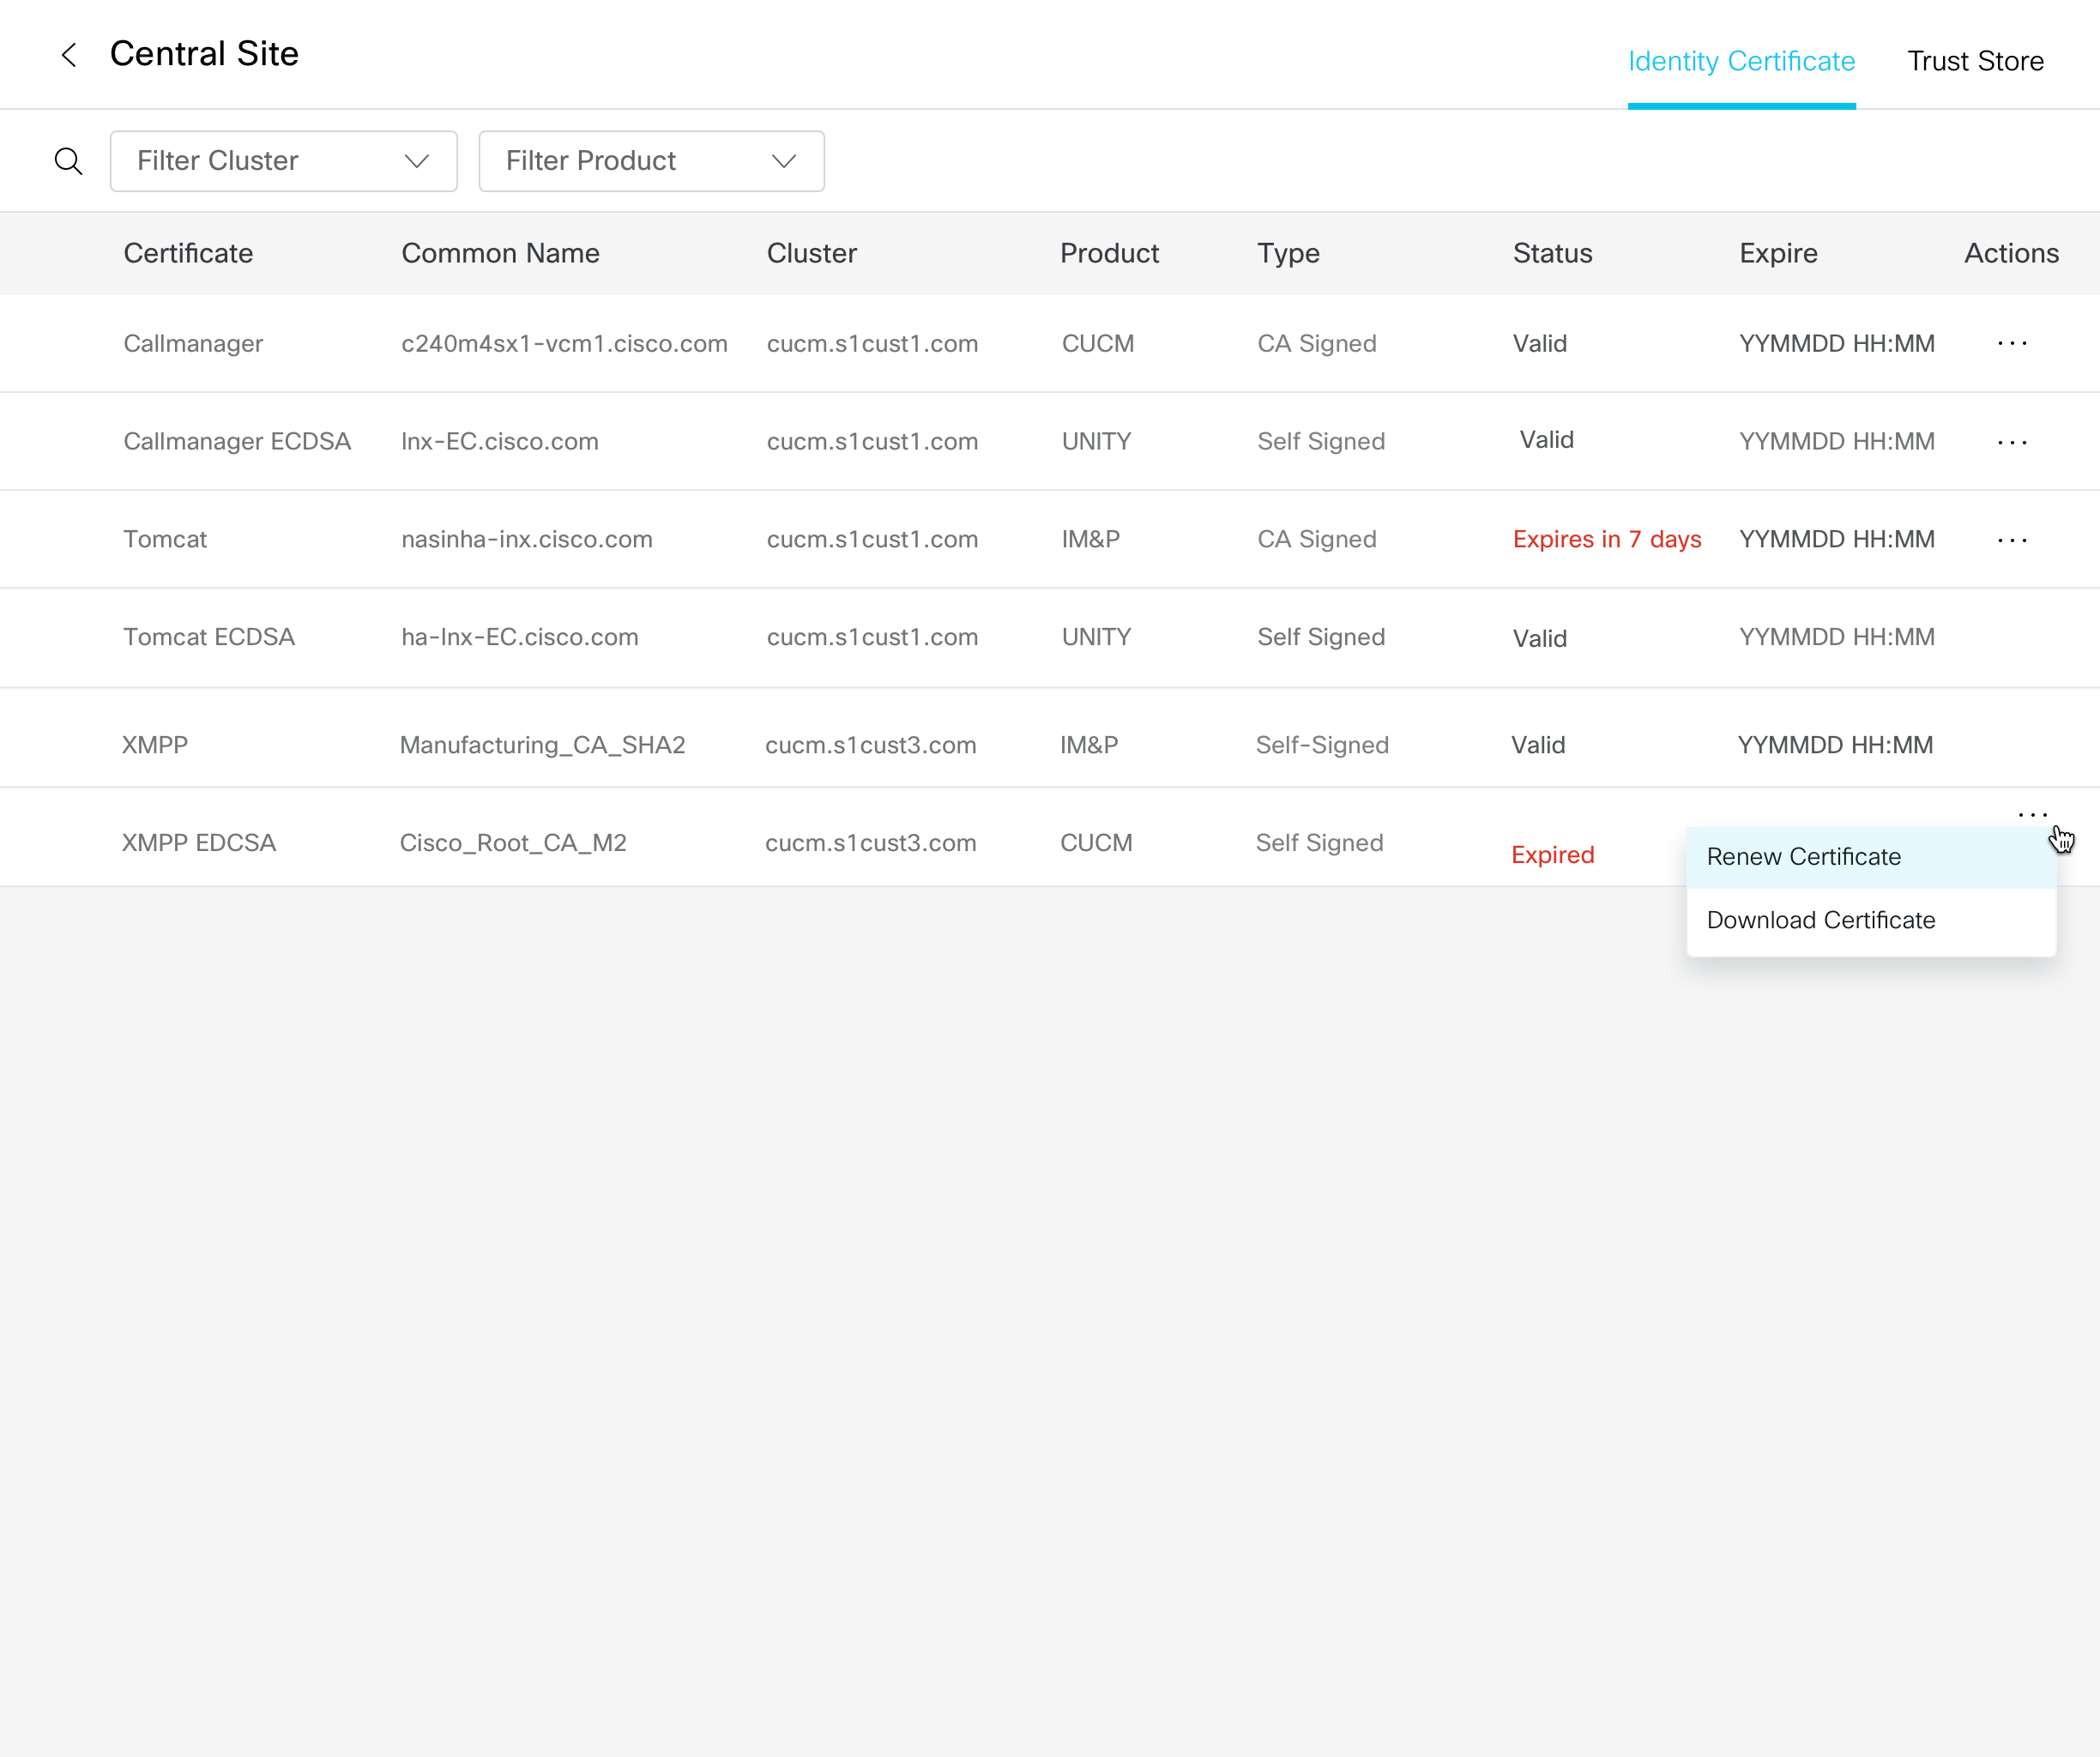 Central Site
Identity Certificate Trust Store
Filter Cluster Filter Product
Certificate Common Name Cluster Product Type Status Expire Actions
Callmanager c240m4sx1-vcm1.cisco.com cucm.s1cust1.com CUCM CA Signed Valid YYMMDD HH:MM ...
Callmanager ECDSA lnx-EC.cisco.com cucm.s1cust1.com UNITY Self Signed Valid YYMMDD HH:MM ...
Tomcat nasinha-inx.cisco.com cucm.s1cust1.com IM&P CA Signed Expires in 7 days YYMMDD HH:MM ...
Tomcat ECDSA ha-lnx-EC.cisco.com cucm.s1cust1.com UNITY Self Signed Valid YYMMDD HH:MM
XMPP Manufacturing_CA_SHA2 cucm.s1cust3.com IM&P Self-Signed Valid YYMMDD HH:MM
XMPP EDCSA Cisco_Root_CA_M2 cucm.s1cust3.com CUCM Self Signed Expired ...
Renew Certificate
Download Certificate